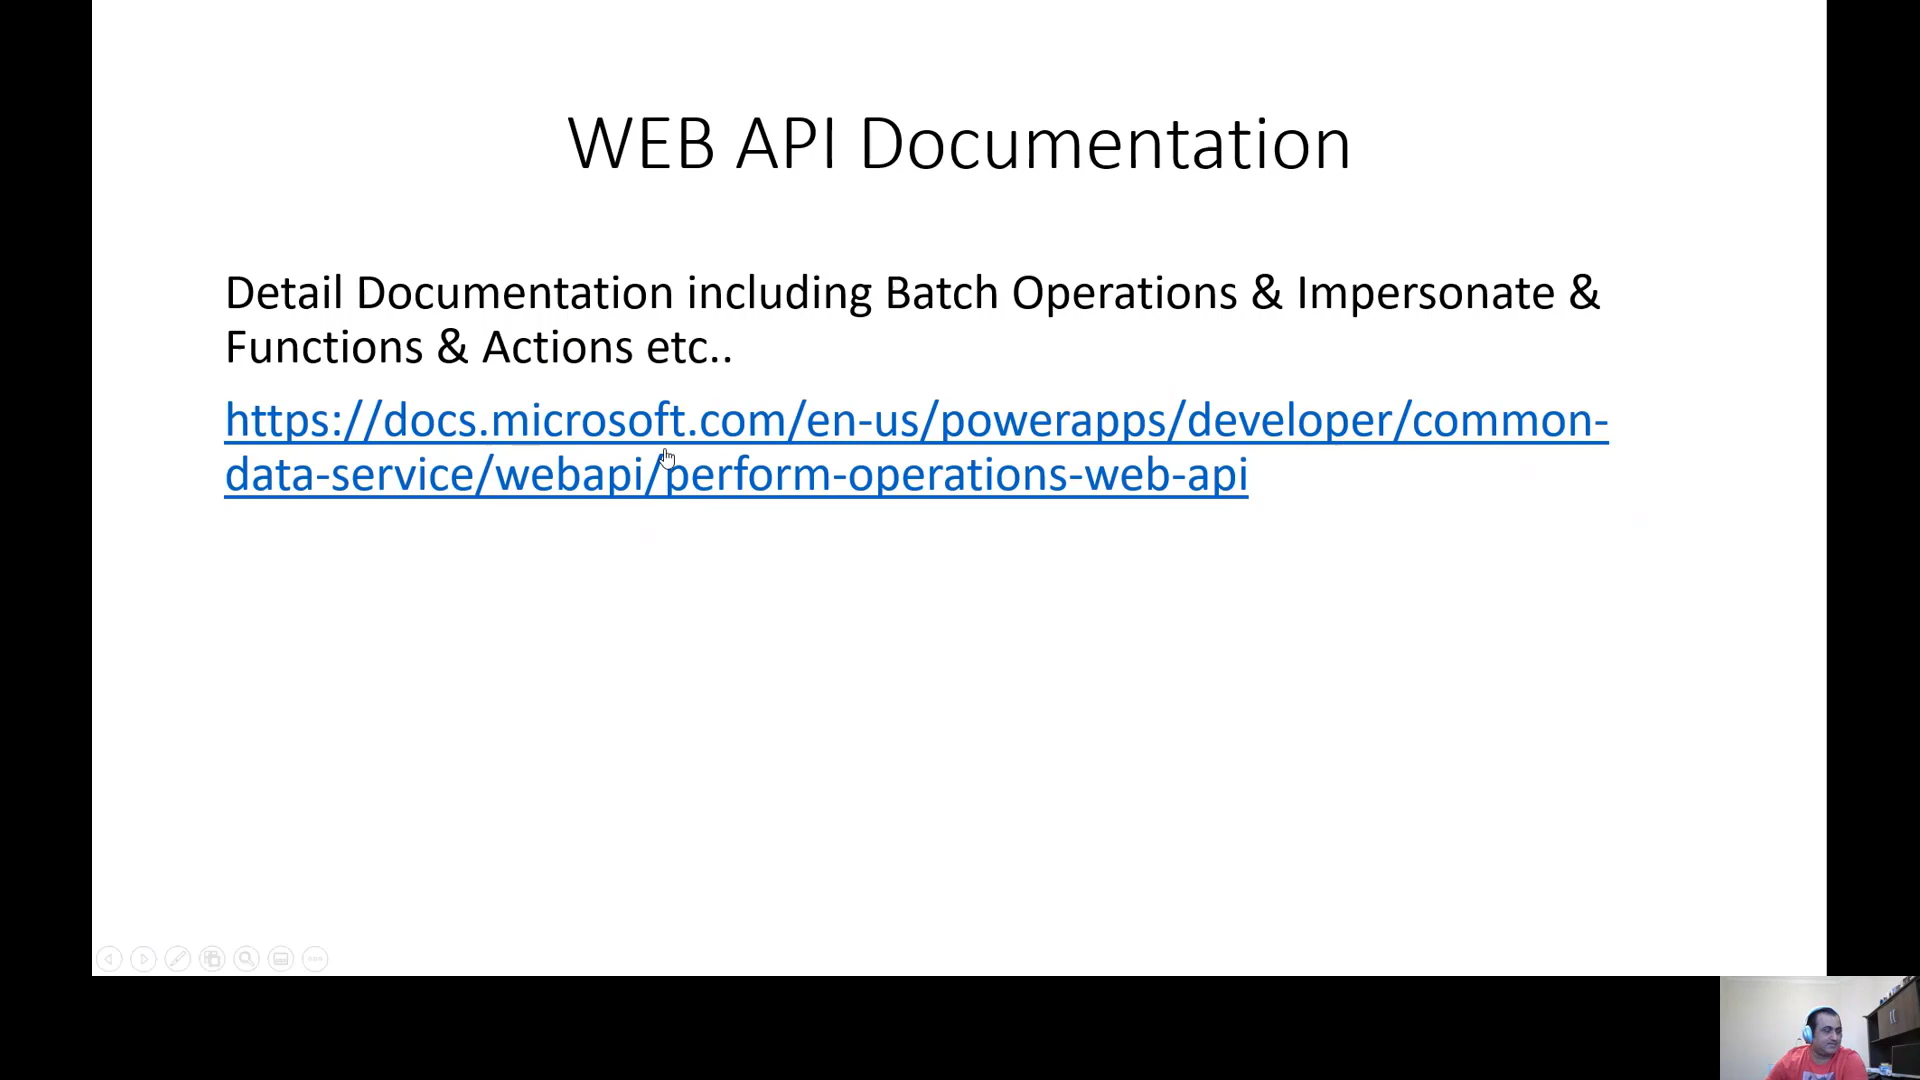 WEB API Documentation
Detail Documentation including Batch Operations & Impersonate &
Functions & Actions etc..
https://docs.microsoft.com/en-us/powerapps/developer/common-
data-service/webapi/perform-operations-web-api